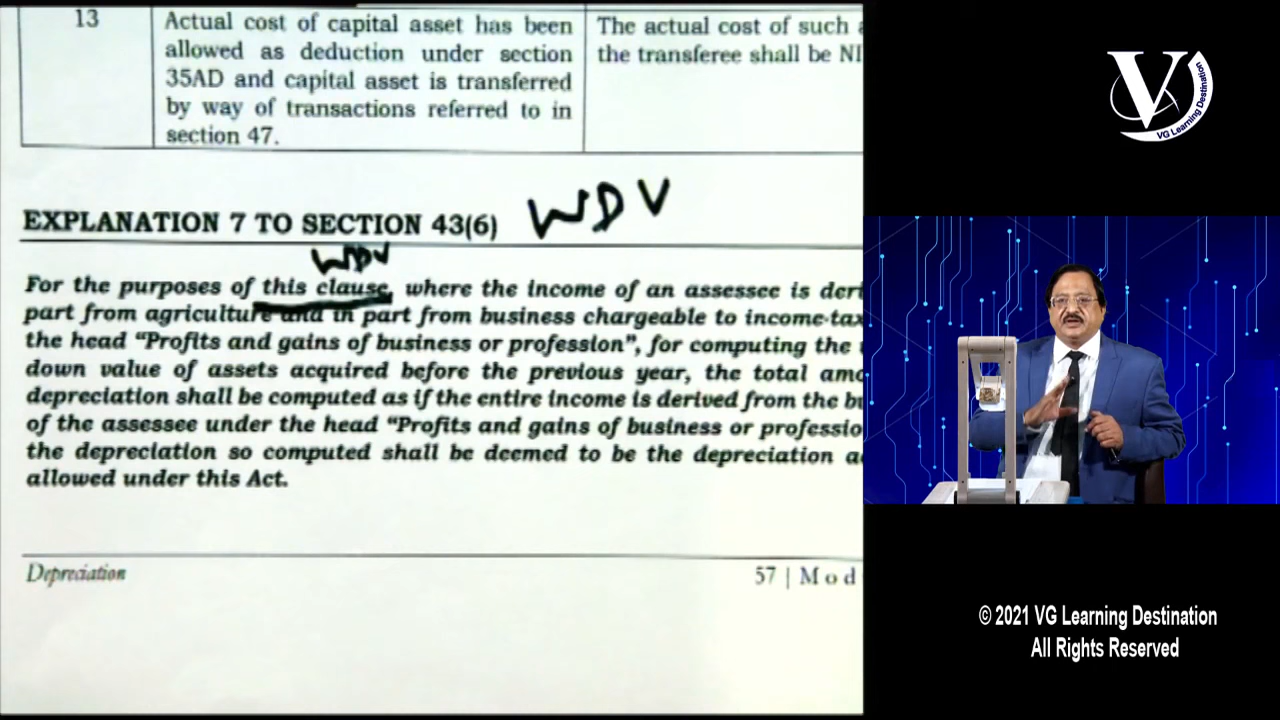 13
Actual cost of capital asset has been
allowed as deduction under section
35AD and capital asset is transferred
by way of transactions referred to in
section 47.
The actual cost of such
the transferee shall be
EXPLANATION 7 TO SECTION 43(6)
WDV
WDV
For the purposes of this clause, where the income of an assessee is
part from agriculture and in part from business chargeable to income-tax
the head "Profits and gains of business or profession", for computing the
down value of assets acquired before the previous year, the total
depreciation shall be computed as if the entire income is derived from the
of the assessee under the head "Profits and gains of business or
the depreciation so computed shall be deemed to be the depreciation
allowed under this Act.
Depreciation
57 | Mod
V
VG Learning Destination
© 2021 VG Learning Destination
All Rights Reserved